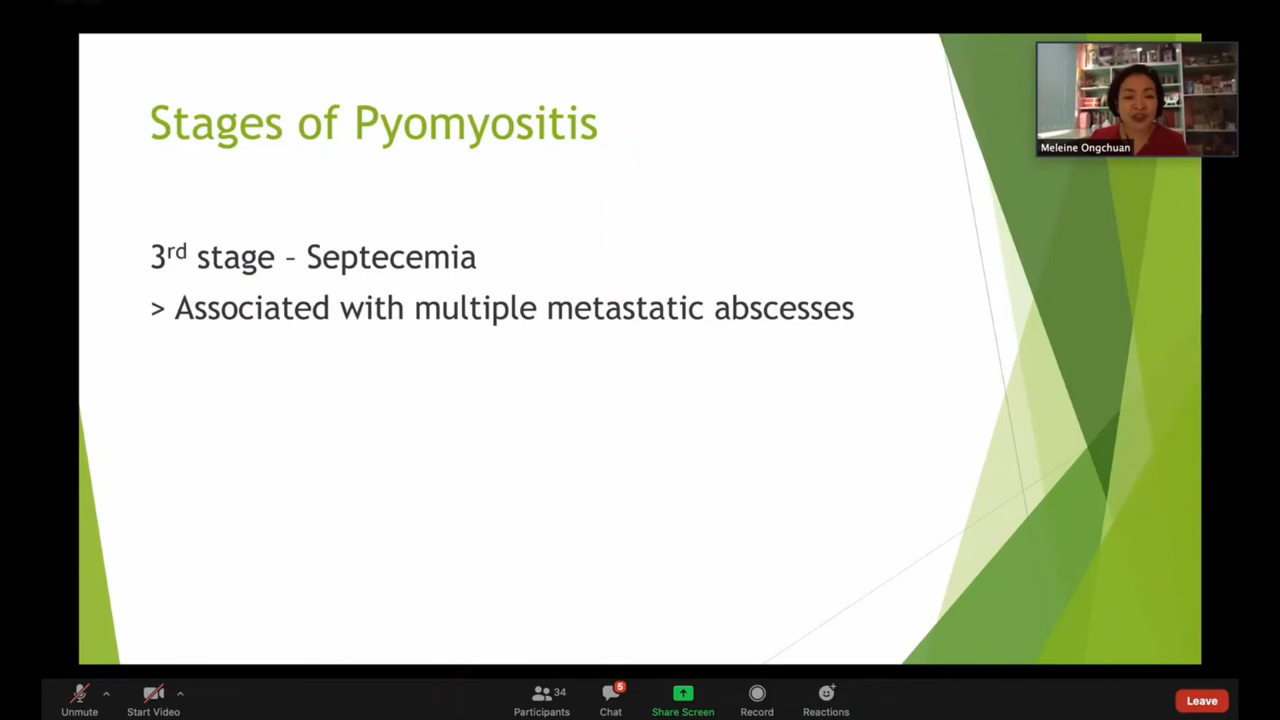 Stages of Pyomyositis
3rd stage – Septecemia
> Associated with multiple metastatic abscesses
Meleine Ongchuan
Unmute
Start Video
34
Participants
5
Chat
Share Screen
Record
Reactions
Leave